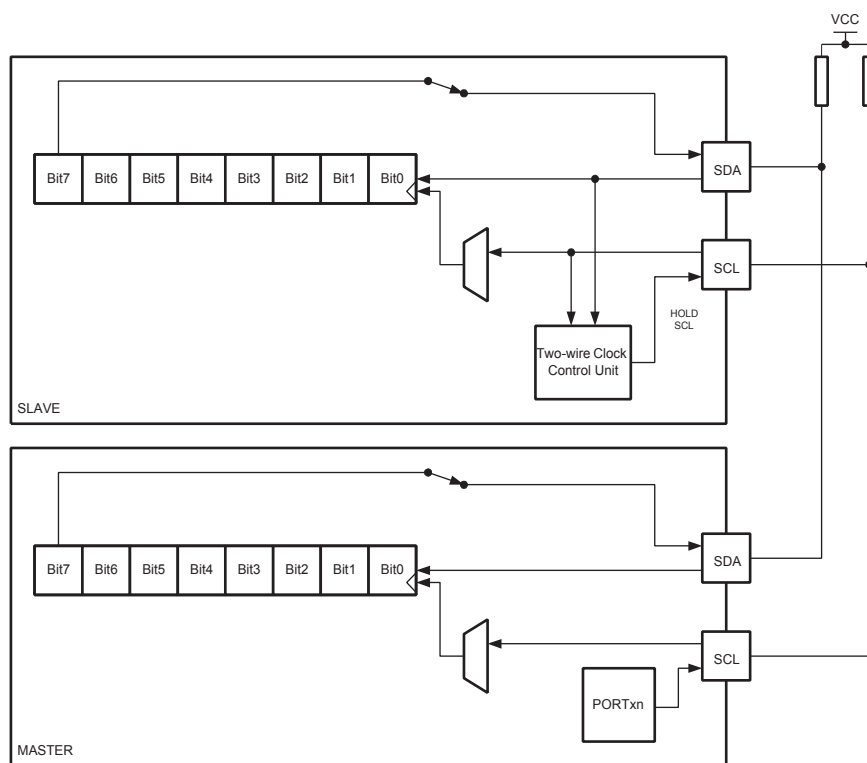 VCC
Bit7 Bit6 Bit5 Bit4 Bit3 Bit2 Bit1 Bit0
SDA
SCL
HOLD
SCL
Two-wire Clock
Control Unit
SLAVE
Bit7 Bit6 Bit5 Bit4 Bit3 Bit2 Bit1 Bit0
SDA
SCL
PORTxn
MASTER